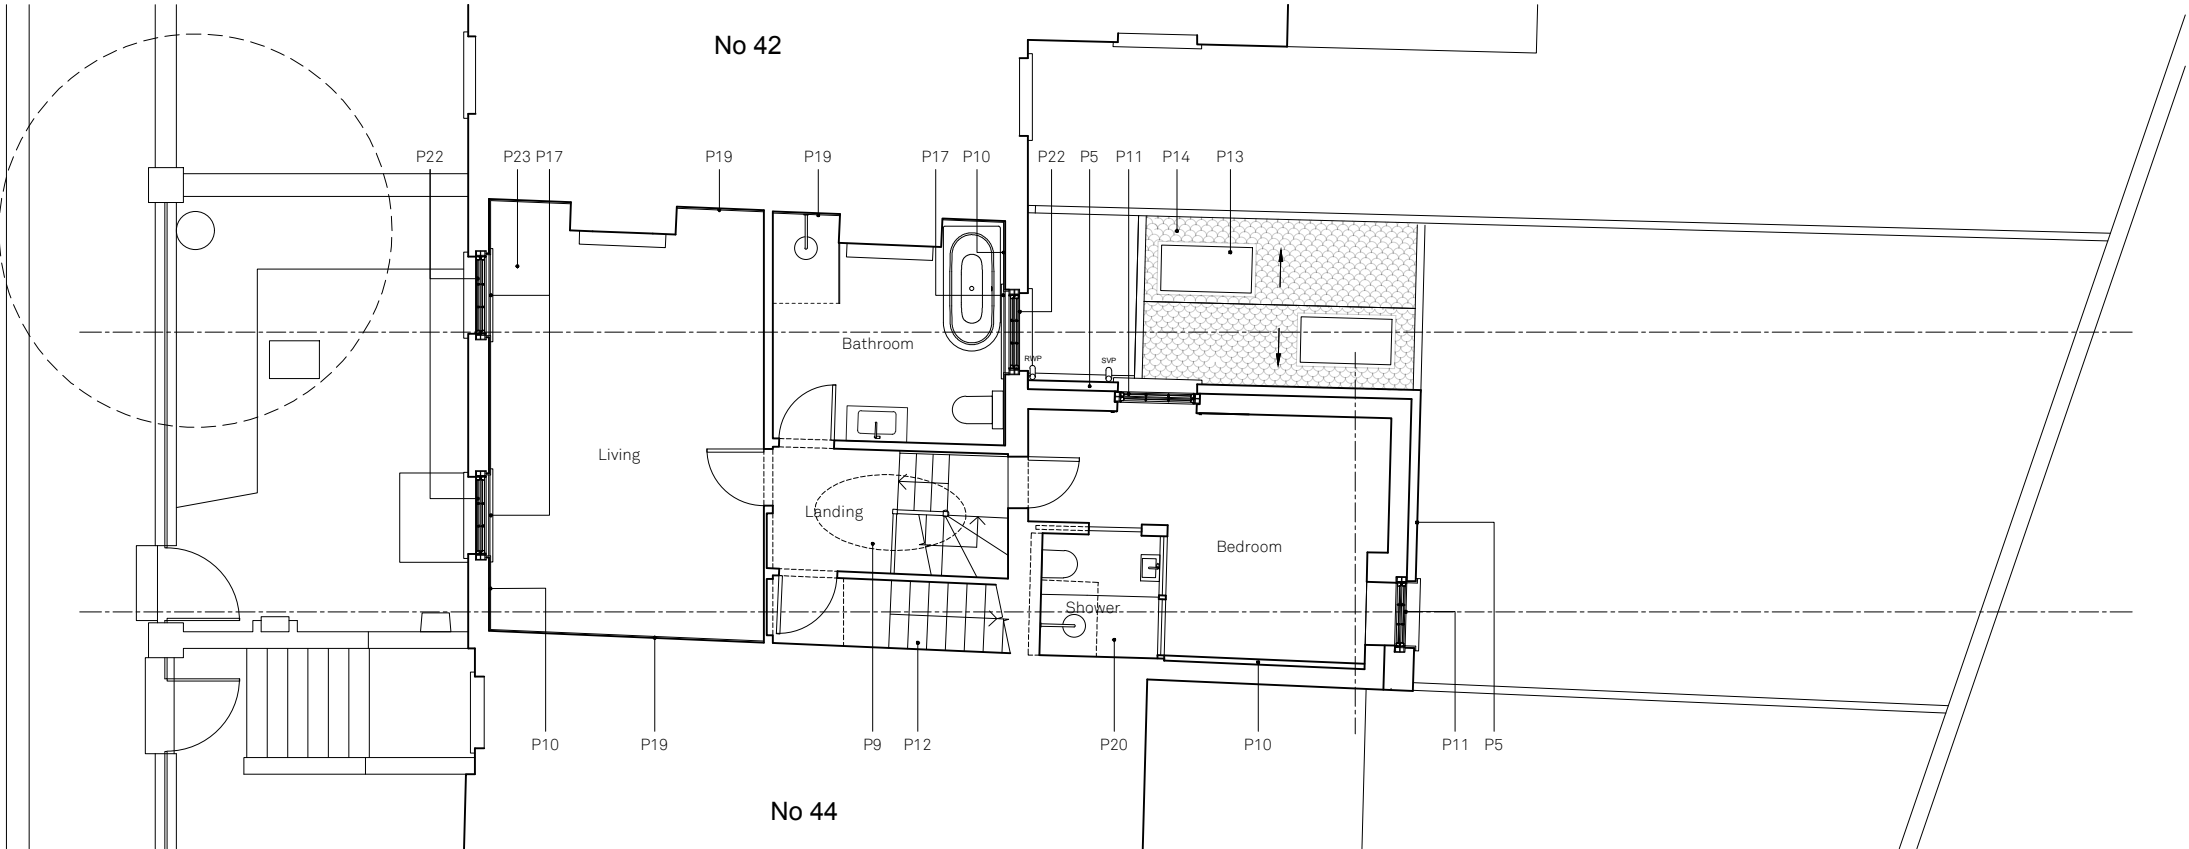 No 42
P22 P23 P17 P19 P19 P17 P10 P22 P5 P11 P14 P13
Bathroom
RWP SVP
Living
Landing
Bedroom
Shower
P10 P19 P9 P12 P20 P10 P11 P5
No 44